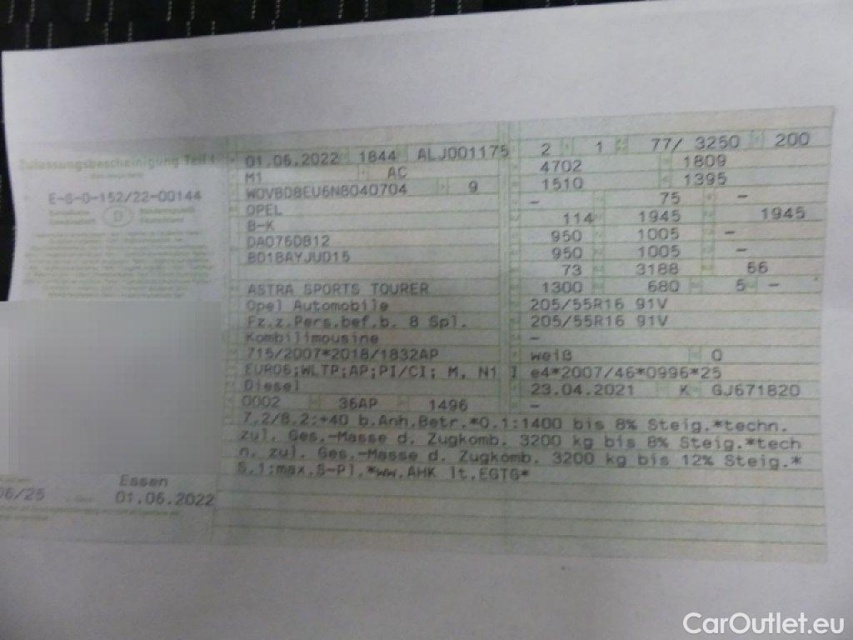 Zulassungsbescheinigung Teil I
E-S-0-152/22-00144
D
06/25
Essen
01.06.2022
01.06.2022 1844 ALJ001175
M1 AC
W0VBD8EU6N8040704 9
OPEL
B-K
DA076DB12
BD18AYJUD15
ASTRA SPORTS TOURER
Opel Automobile
Fz.z.Pers.bef.b. 8 Spl.
Kombilimousine
715/2007*2018/1832AP
EURO6;WLTP;AP;PI/CI; M, N1 I
Diesel
0002 36AP 1496
2 1 77/ 3250 200
4702 1809
1510 1395
- 75 -
114 1945 1945
950 1005 -
950 1005 -
73 3188 66
1300 680 5 -
205/55R16 91V
205/55R16 91V
-
weiß 0
e4*2007/46*0996*25
23.04.2021 K GJ671820
-
7.2/8.2:+40 b.Anh.Betr.*O.1:1400 bis 8% Steig.*techn.
zul. Ges.-Masse d. Zugkomb. 3200 kg bis 8% Steig.*tech
n. zul. Ges.-Masse d. Zugkomb. 3200 kg bis 12% Steig.*
S.1:max.S-Pl.*ww.AHK lt.EGTG*
CarOutlet.eu